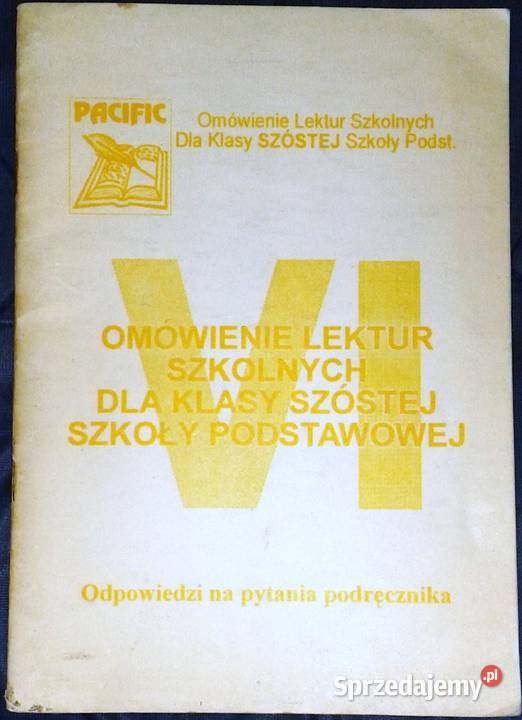 PACIFIC
Omówienie Lektur Szkolnych
Dla Klasy SZÓSTEJ Szkoły Podst.
VI
OMÓWIENIE LEKTUR
SZKOLNYCH
DLA KLASY SZÓSTEJ
SZKOŁY PODSTAWOWEJ
Odpowiedzi na pytania podręcznika
Sprzedajemy.pl